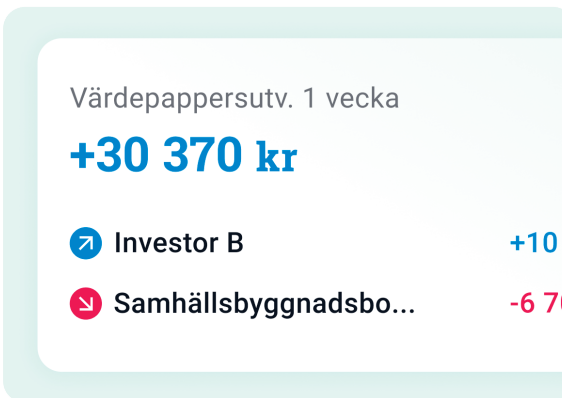 Värdepappersutv. 1 vecka
+30 370 kr
Investor B +10
Samhällsbyggnadsbo... -6 7